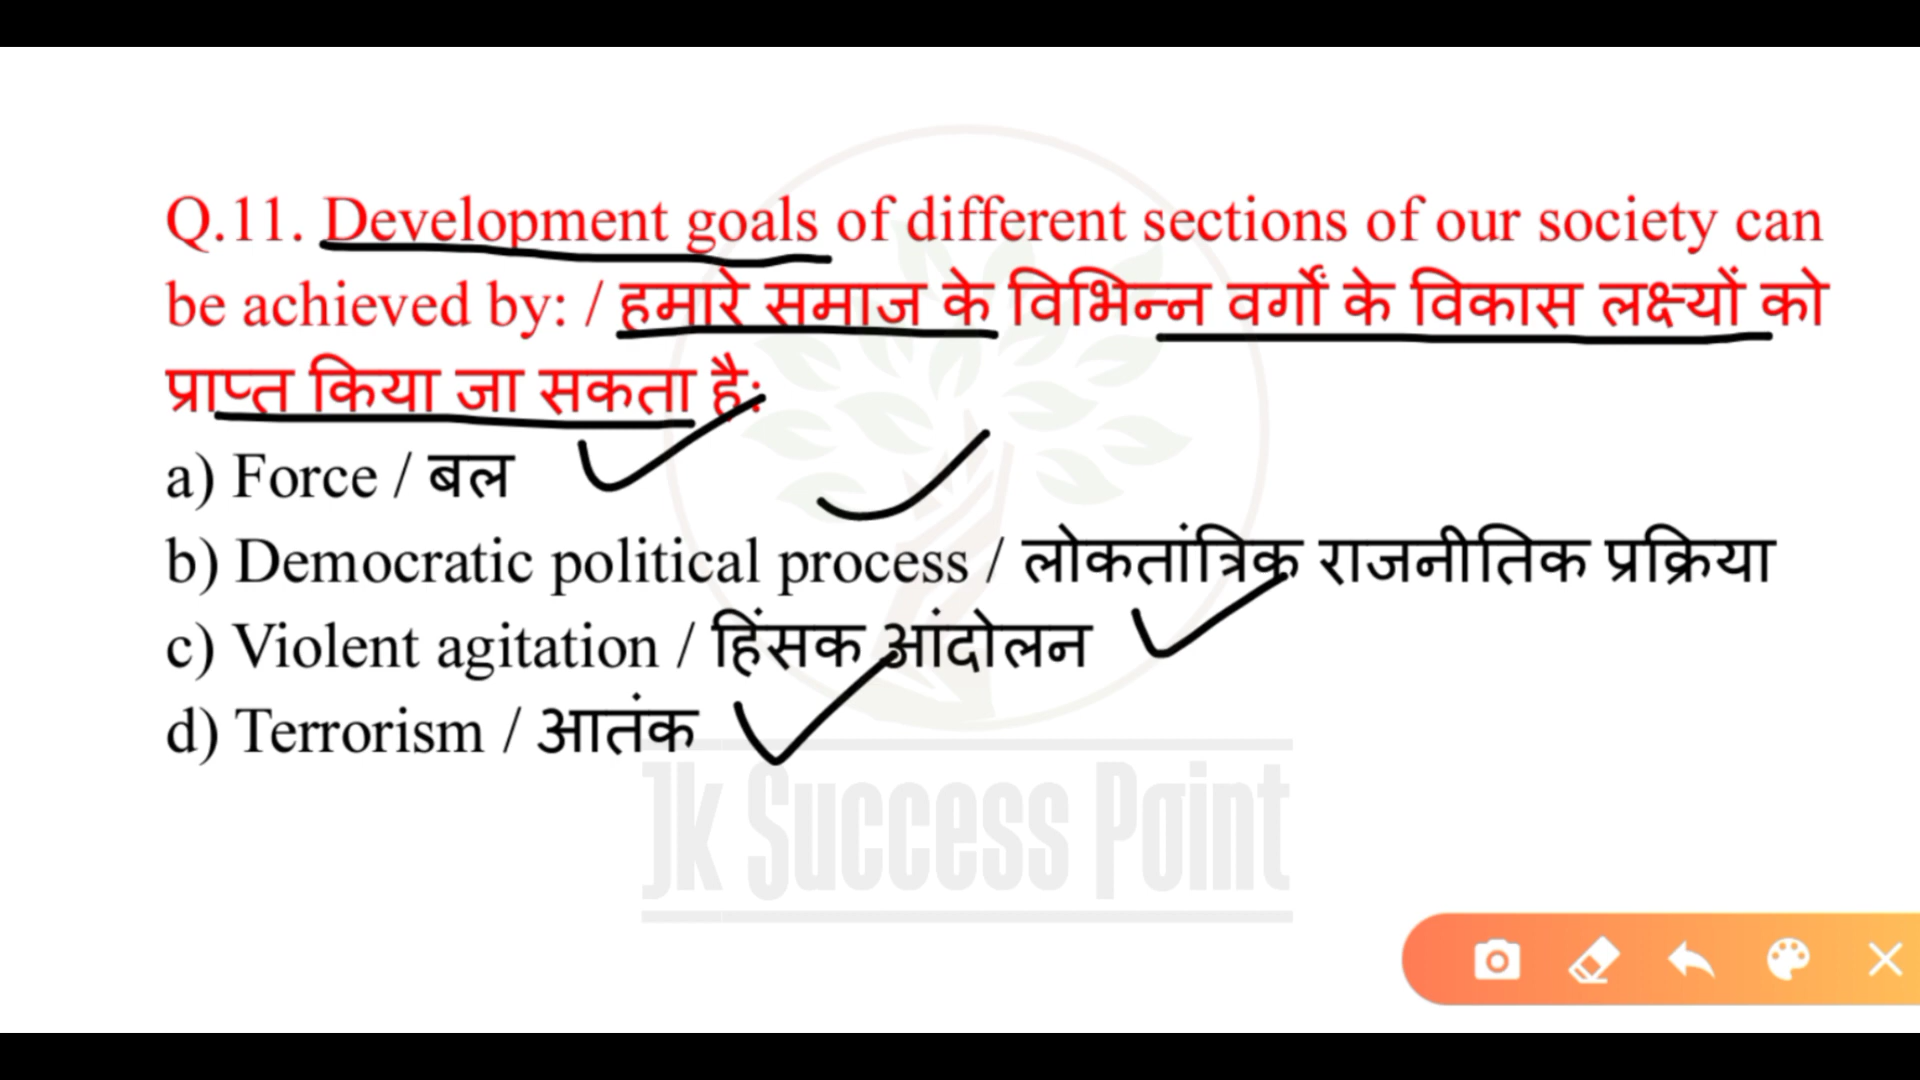 Q.11. Development goals of different sections of our society can
be achieved by: / हमारे समाज के विभिन्न वर्गों के विकास लक्ष्यों को
प्राप्त किया जा सकता है:
a) Force / बल
b) Democratic political process / लोकतांत्रिक राजनीतिक प्रक्रिया
c) Violent agitation / हिंसक आंदोलन
d) Terrorism / आतंक
Jk Success Point